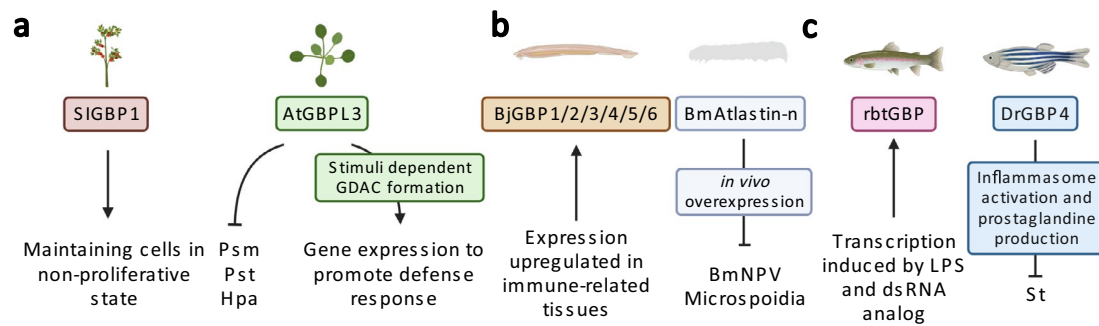 a
SlGBP1
Maintaining cells in
non-proliferative
state
AtGBPL3
Stimuli dependent
GDAC formation
Psm
Pst
Hpa
Gene expression to
promote defense
response
b
BjGBP1/2/3/4/5/6
Expression
upregulated in
immune-related
tissues
BmAtlastin-n
in vivo
overexpression
BmNPV
Microspoidia
c
rbtGBP
Transcription
induced by LPS
and dsRNA
analog
DrGBP4
Inflammasome
activation and
prostaglandine
production
St